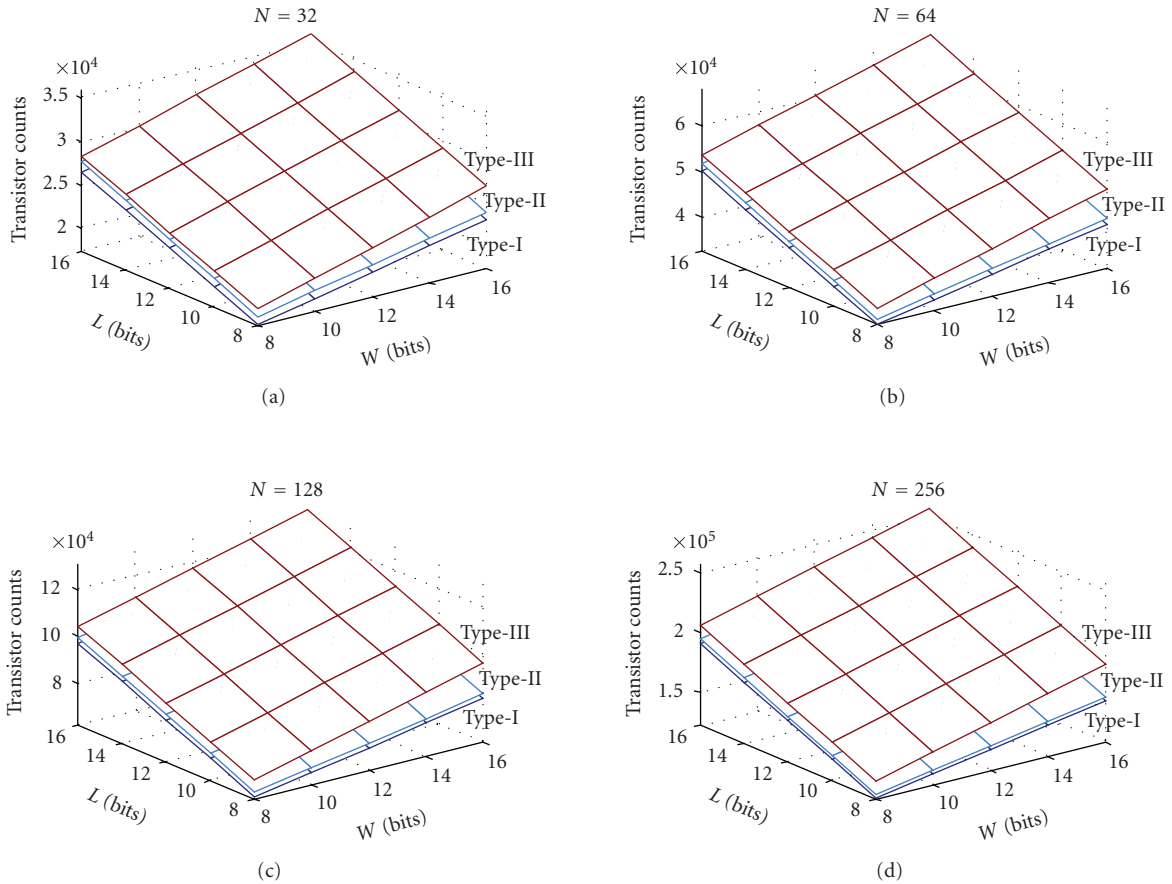 N = 32
×10^4
Transistor counts
3.5
3
2.5
2
16
14
12
10
8
L (bits)
8
10
12
14
16
W (bits)
Type-III
Type-II
Type-I
(a)
N = 64
×10^4
Transistor counts
6
5
4
16
14
12
10
8
L (bits)
8
10
12
14
16
W (bits)
Type-III
Type-II
Type-I
(b)
N = 128
×10^4
Transistor counts
12
10
8
16
14
12
10
8
L (bits)
8
10
12
14
16
W (bits)
Type-III
Type-II
Type-I
(c)
N = 256
×10^5
Transistor counts
2.5
2
1.5
16
14
12
10
8
L (bits)
8
10
12
14
16
W (bits)
Type-III
Type-II
Type-I
(d)